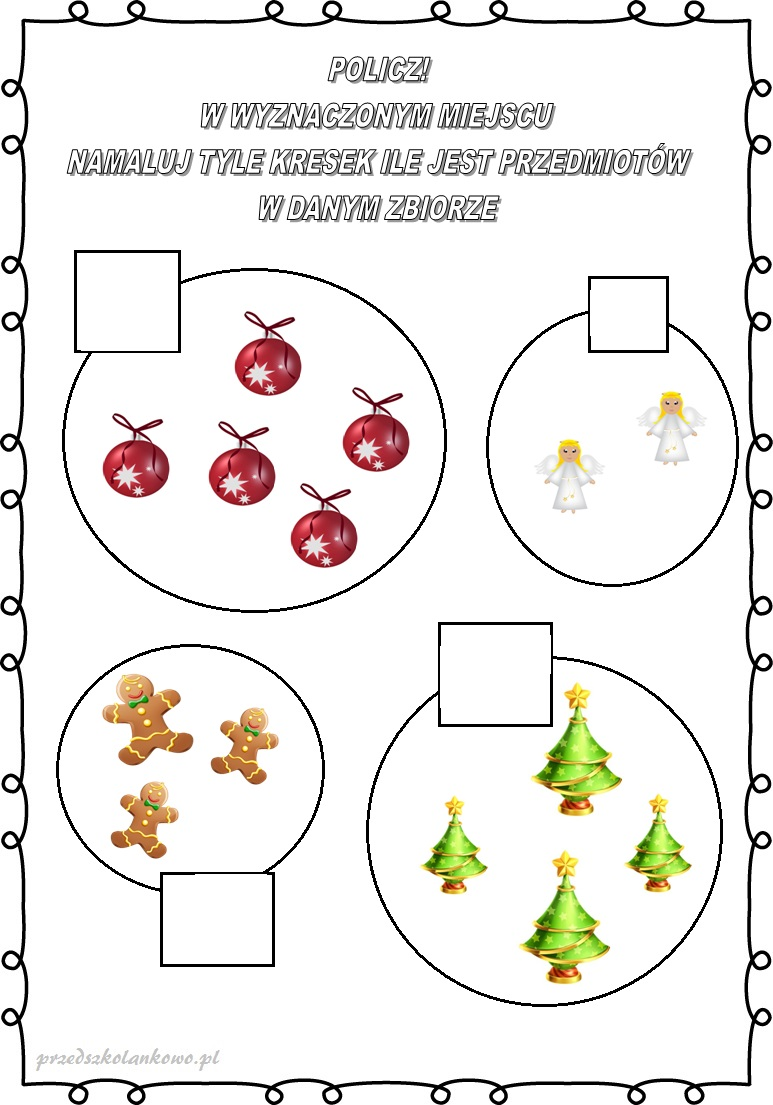 POLICZ!
W WYZNACZONYM MIEJSCU
NAMALUJ TYLE KRESEK ILE JEST PRZEDMIOTÓW
W DANYM ZBIORZE
przedszkolankowo.pl